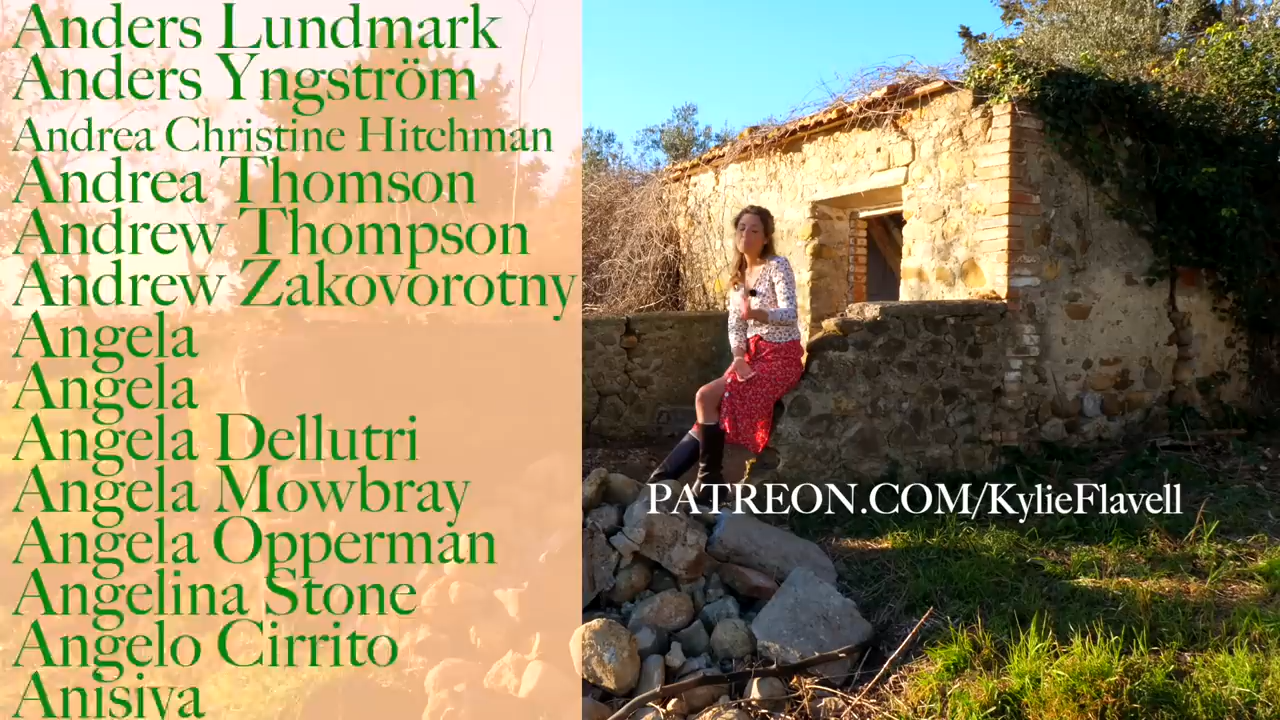 Anders Lundmark
Anders Yngström
Andrea Christine Hitchman
Andrea Thomson
Andrew Thompson
Andrew Zakovorotny
Angela
Angela
Angela Dellutri
Angela Mowbray
Angela Opperman
Angelina Stone
Angelo Cirrito
Anisiva
PATREON.COM/KylieFlavell